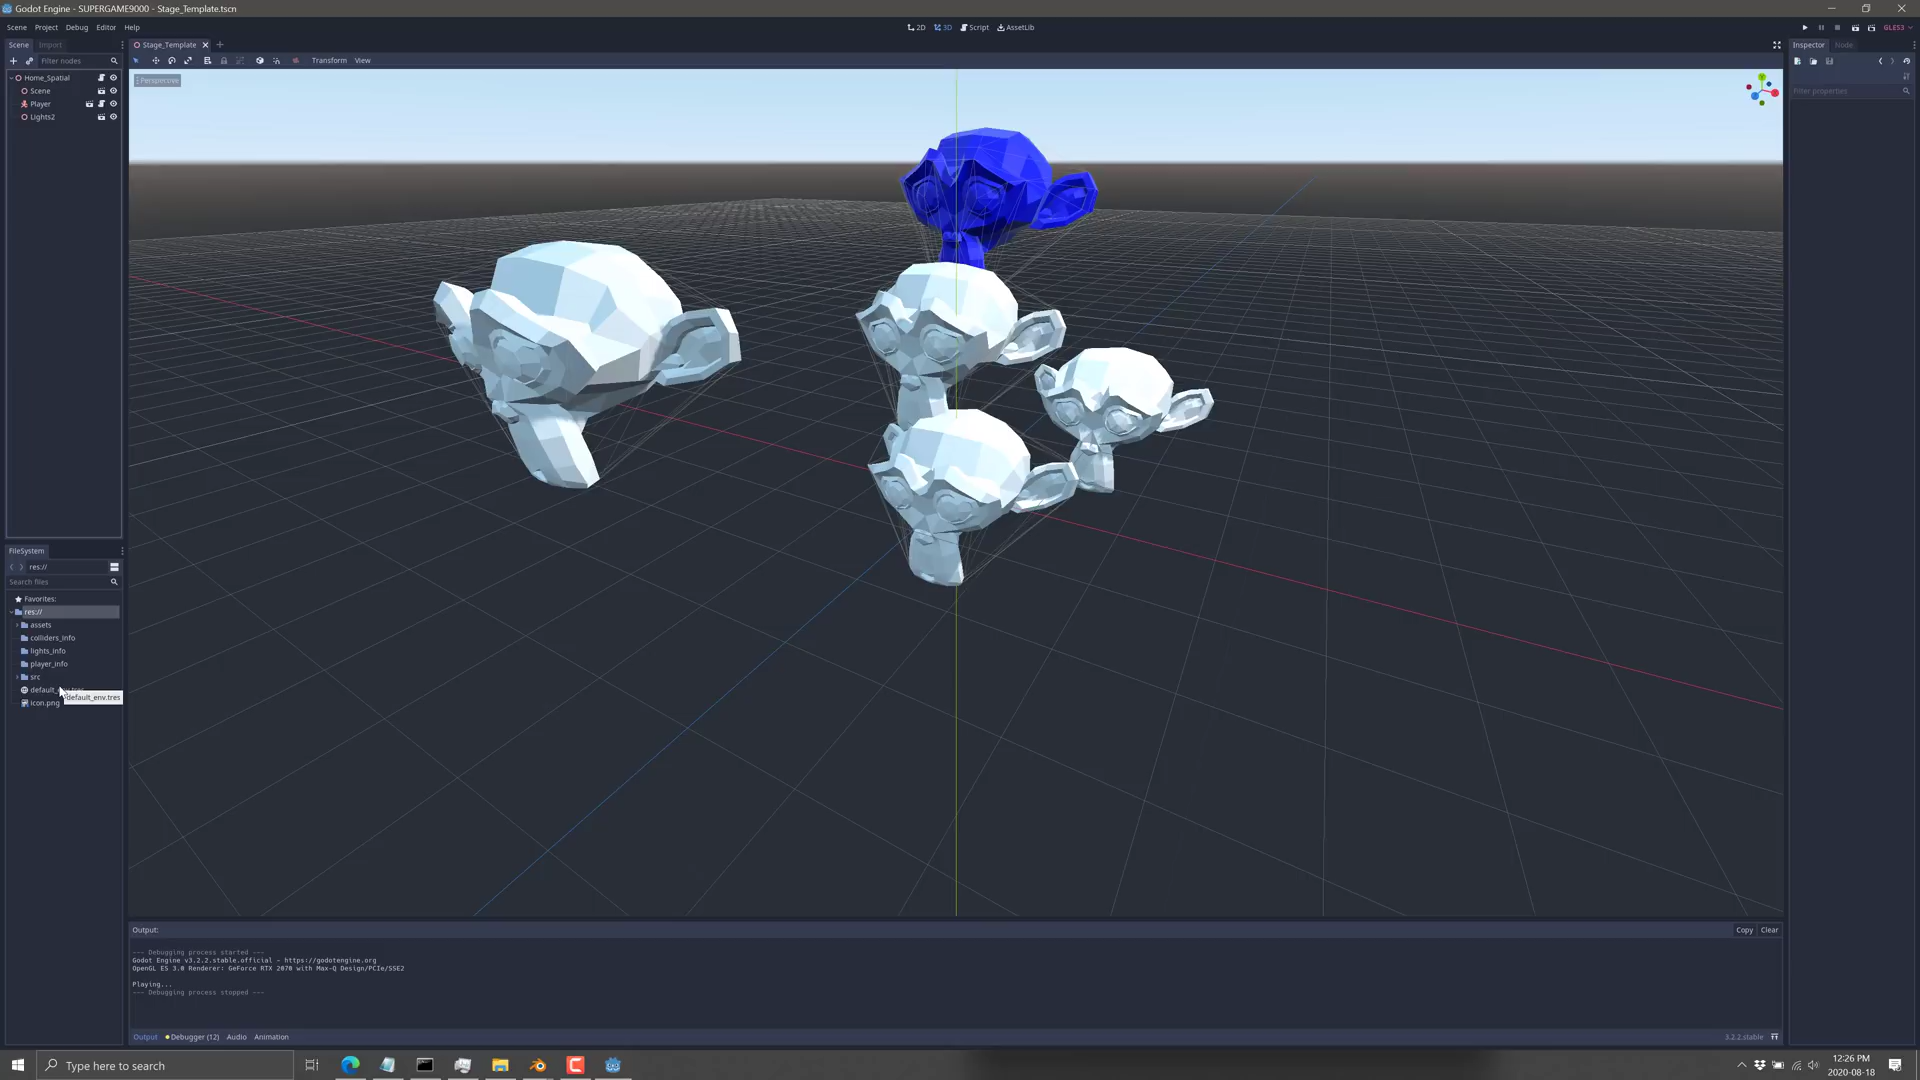 Godot Engine - SUPERGAME9000 - Stage_Template.tscn
Scene Project Debug Editor Help
2D 3D Script AssetLib
GLES3
Scene Import
Stage_Template
Inspector Node
Filter nodes
Transform View
Home_Spatial
Perspective
Filter properties
Scene
Player
Lights2
FileSystem
res://
Search files
Favorites:
res://
assets
colliders_info
lights_info
player_info
src
default_env.tres
default_env.tres
icon.png
Output:
Copy Clear
--- Debugging process started ---
Godot Engine v3.2.2.stable.official - https://godotengine.org
OpenGL ES 3.0 Renderer: GeForce RTX 2070 with Max-Q Design/PCIe/SSE2
Playing...
--- Debugging process stopped ---
Output Debugger (12) Audio Animation
3.2.2.stable
Type here to search
12:26 PM
2020-08-18